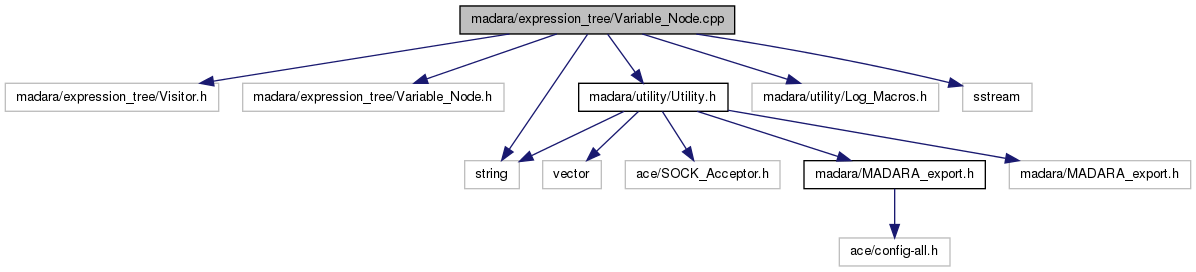 madara/expression_tree/Variable_Node.cpp
madara/expression_tree/Visitor.h
madara/expression_tree/Variable_Node.h
madara/utility/Utility.h
madara/utility/Log_Macros.h
sstream
string
vector
ace/SOCK_Acceptor.h
madara/MADARA_export.h
madara/MADARA_export.h
ace/config-all.h